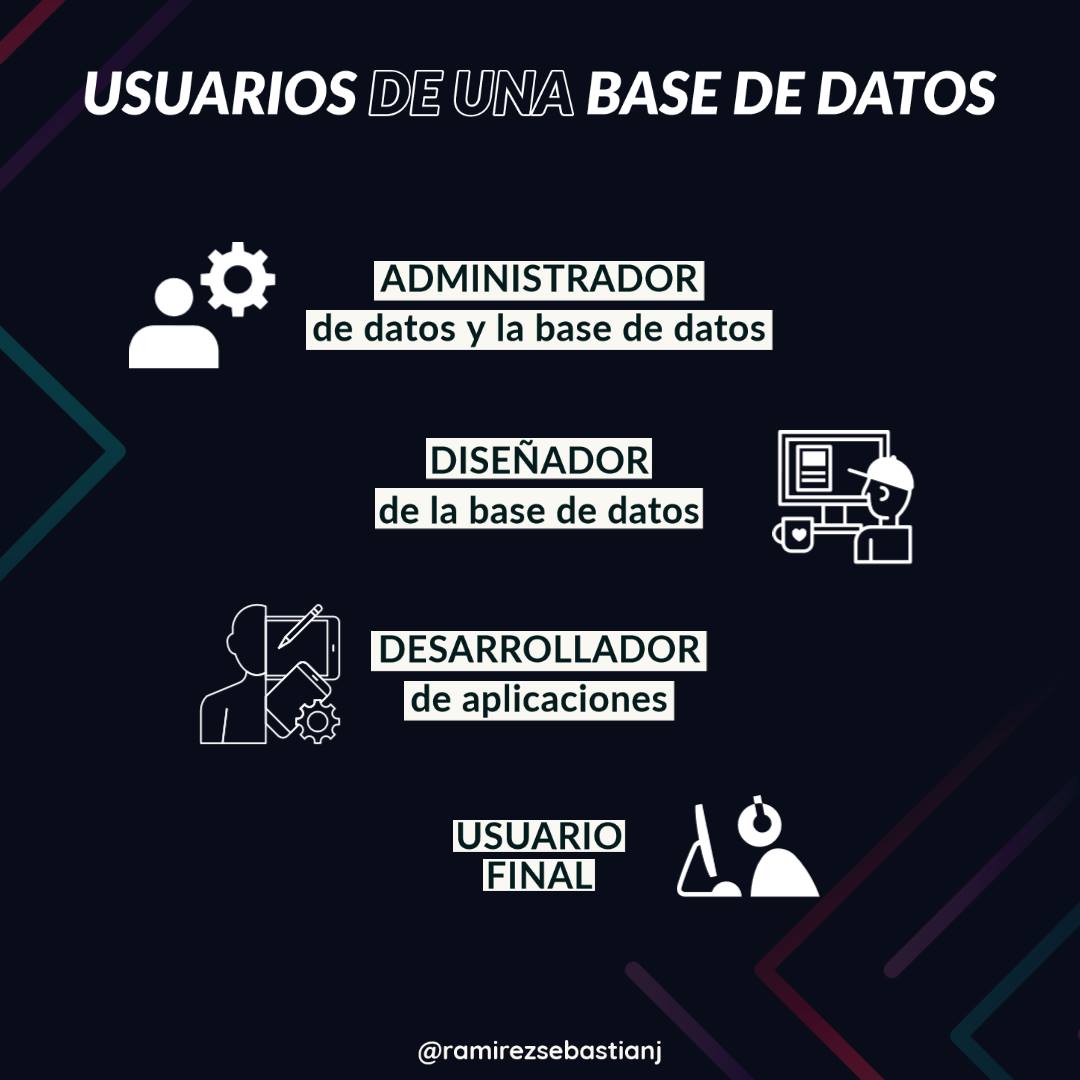 USUARIOS DE UNA BASE DE DATOS
ADMINISTRADOR
de datos y la base de datos
DISEÑADOR
de la base de datos
DESARROLLADOR
de aplicaciones
USUARIO
FINAL
@ramirezsebastianj